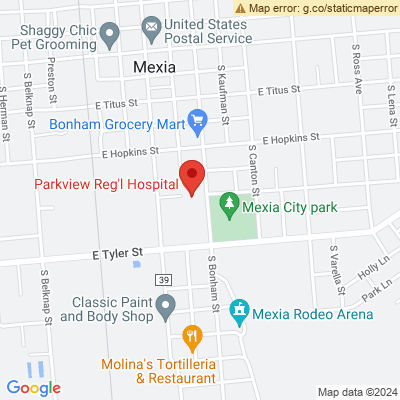 Map error: g.co/staticmaperror
Shaggy Chic
Pet Grooming
United States
Postal Service
Mexia
Preston St
S Belknap St
S Herman St
S Kaufman St
S Ross Ave
S Lena St
E Titus St
E Titus St
Bonham Grocery Mart
E Hopkins St
E Hopkins St
S Canton St
Parkview Reg'l Hospital
Mexia City park
E Tyler St
S Belknap St
39
S Bonham St
S Varella St
Holly Ln
Park Ln
Classic Paint
and Body Shop
Mexia Rodeo Arena
Molina's Tortilleria
& Restaurant
Google
Map data ©2024